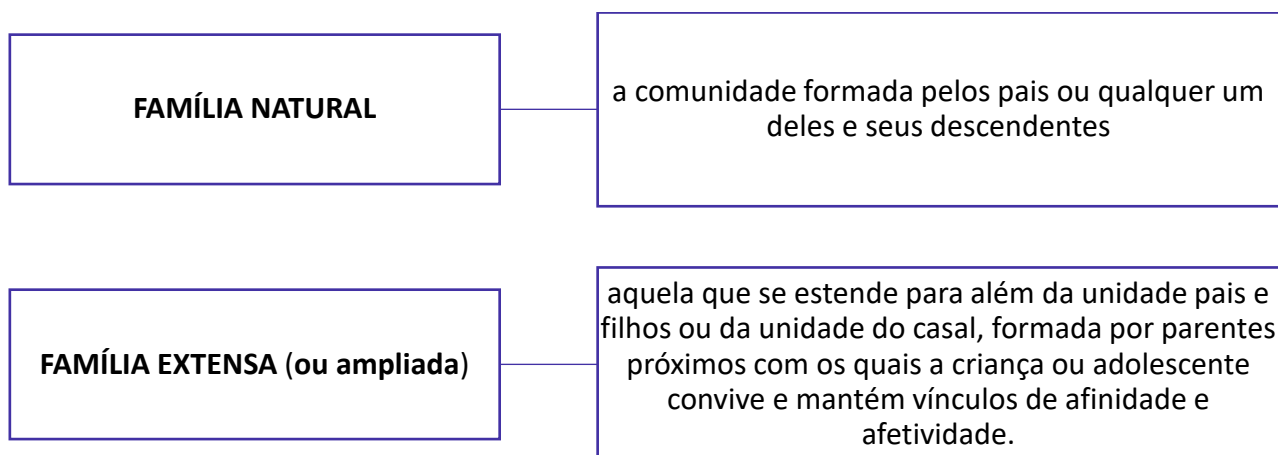 FAMÍLIA NATURAL
a comunidade formada pelos pais ou qualquer um
deles e seus descendentes
FAMÍLIA EXTENSA (ou ampliada)
aquela que se estende para além da unidade pais e
filhos ou da unidade do casal, formada por parentes
próximos com os quais a criança ou adolescente
convive e mantém vínculos de afinidade e
afetividade.